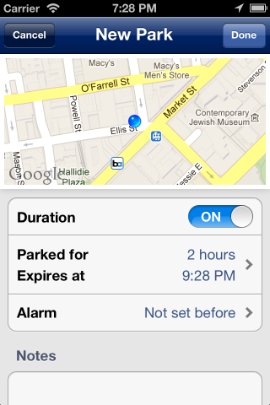 Carrier 7:28 PM
Cancel New Park Done
Macy's
Macy's
Men's Store
O'Farrell St
Stevenson
Powell St
Market St
Contemporary
Jewish Museum
Ellis St
Mason
Hallidie
Plaza
Jessie St
ba
Google
Duration ON
Parked for 2 hours
Expires at 9:28 PM
Alarm Not set before
Notes